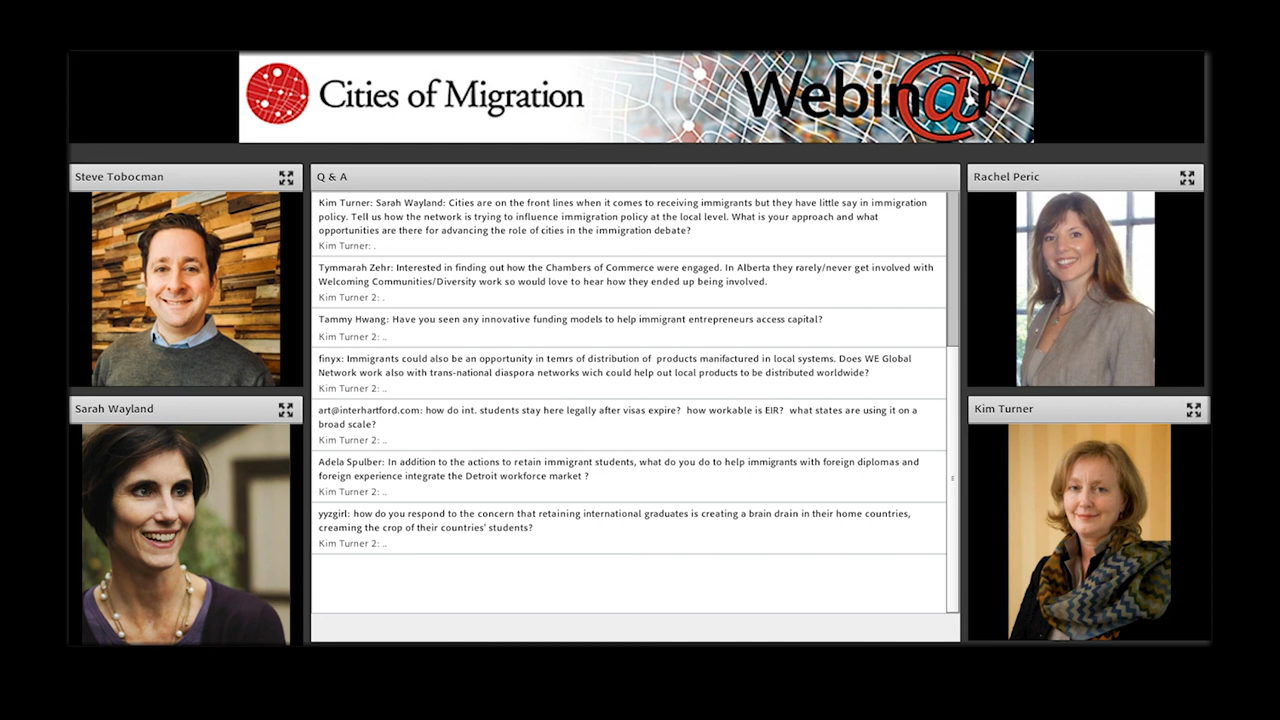 Cities of Migration
Webin@r
Steve Tobocman
Q & A
Rachel Peric
Kim Turner: Sarah Wayland: Cities are on the front lines when it comes to receiving immigrants but they have little say in immigration
policy. Tell us how the network is trying to influence immigration policy at the local level. What is your approach and what
opportunities are there for advancing the role of cities in the immigration debate?
Kim Turner: .
Tymmarah Zehr: Interested in finding out how the Chambers of Commerce were engaged. In Alberta they rarely/never get involved with
Welcoming Communities/Diversity work so would love to hear how they ended up being involved.
Kim Turner 2: .
Tammy Hwang: Have you seen any innovative funding models to help immigrant entrepreneurs access capital?
Kim Turner 2: ..
finyx: Immigrants could also be an opportunity in temrs of distribution of  products manifactured in local systems. Does WE Global
Network work also with trans-national diaspora networks wich could help out local products to be distributed worldwide?
Kim Turner 2: ..
art@interhartford.com: how do int. students stay here legally after visas expire?  how workable is EIR?  what states are using it on a
broad scale?
Kim Turner 2: ..
Adela Spulber: In addition to the actions to retain immigrant students, what do you do to help immigrants with foreign diplomas and
foreign experience integrate the Detroit workforce market ?
Kim Turner 2: ..
yyzgirl: how do you respond to the concern that retaining international graduates is creating a brain drain in their home countries,
creaming the crop of their countries' students?
Kim Turner 2: ..
Sarah Wayland
Kim Turner